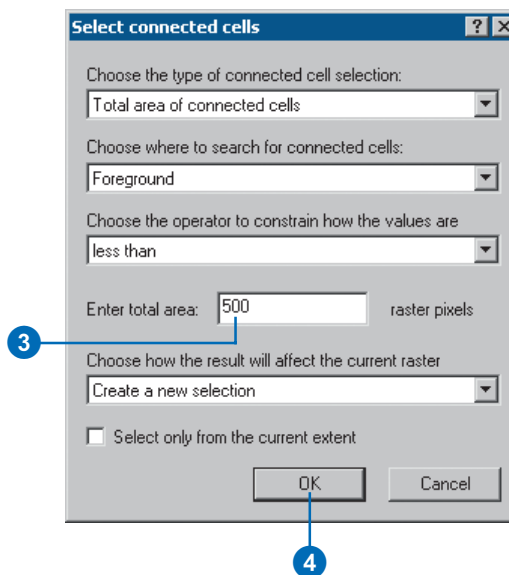 Select connected cells ? X
Choose the type of connected cell selection:
Total area of connected cells
Choose where to search for connected cells:
Foreground
Choose the operator to constrain how the values are
less than
Enter total area: 500 raster pixels
3
Choose how the result will affect the current raster
Create a new selection
Select only from the current extent
OK Cancel
4